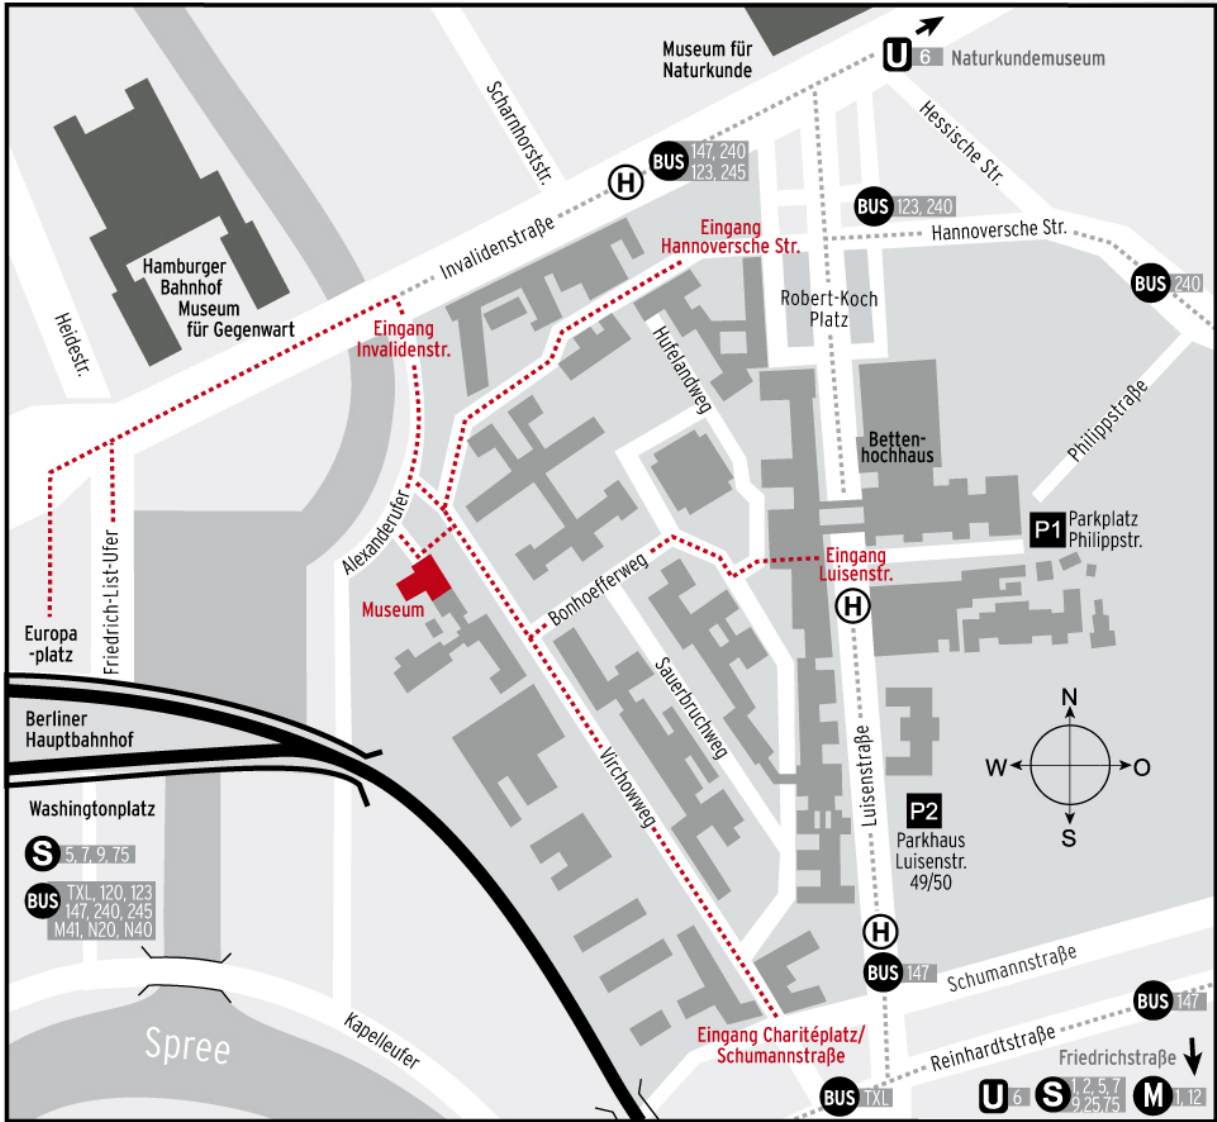 Museum für
Naturkunde
U 6 Naturkundemuseum
Scharnhorststr.
Hessische Str.
BUS 147, 240
123, 245
H
BUS 123, 240
Hannoversche Str.
BUS 240
Eingang
Hannoversche Str.
Invalidenstraße
Hamburger
Bahnhof
Museum
für Gegenwart
Heidestr.
Eingang
Invalidenstr.
Robert-Koch
Platz
Hufelandweg
Philippstraße
Betten-
hochhaus
P1 Parkplatz
Philippstr.
Alexanderufer
Friedrich-List-Ufer
Bonhoefferweg
Eingang
Luisenstr.
H
Museum
Europa
-platz
Berliner
Hauptbahnhof
Sauerbruchweg
Virchowweg
Luisenstraße
N
W O
S
Washingtonplatz
S 5, 7, 9, 75
BUS TXL, 120, 123
147, 240, 245
M41, N20, N40
P2
Parkhaus
Luisenstr.
49/50
H
BUS 147
Schumannstraße
BUS 147
Spree
Kapelleufer
Eingang Charitéplatz/
Schumannstraße
Reinhardtstraße
Friedrichstraße
BUS TXL
U 6 S 1, 2, 5, 7
9,25,75
M 1, 12